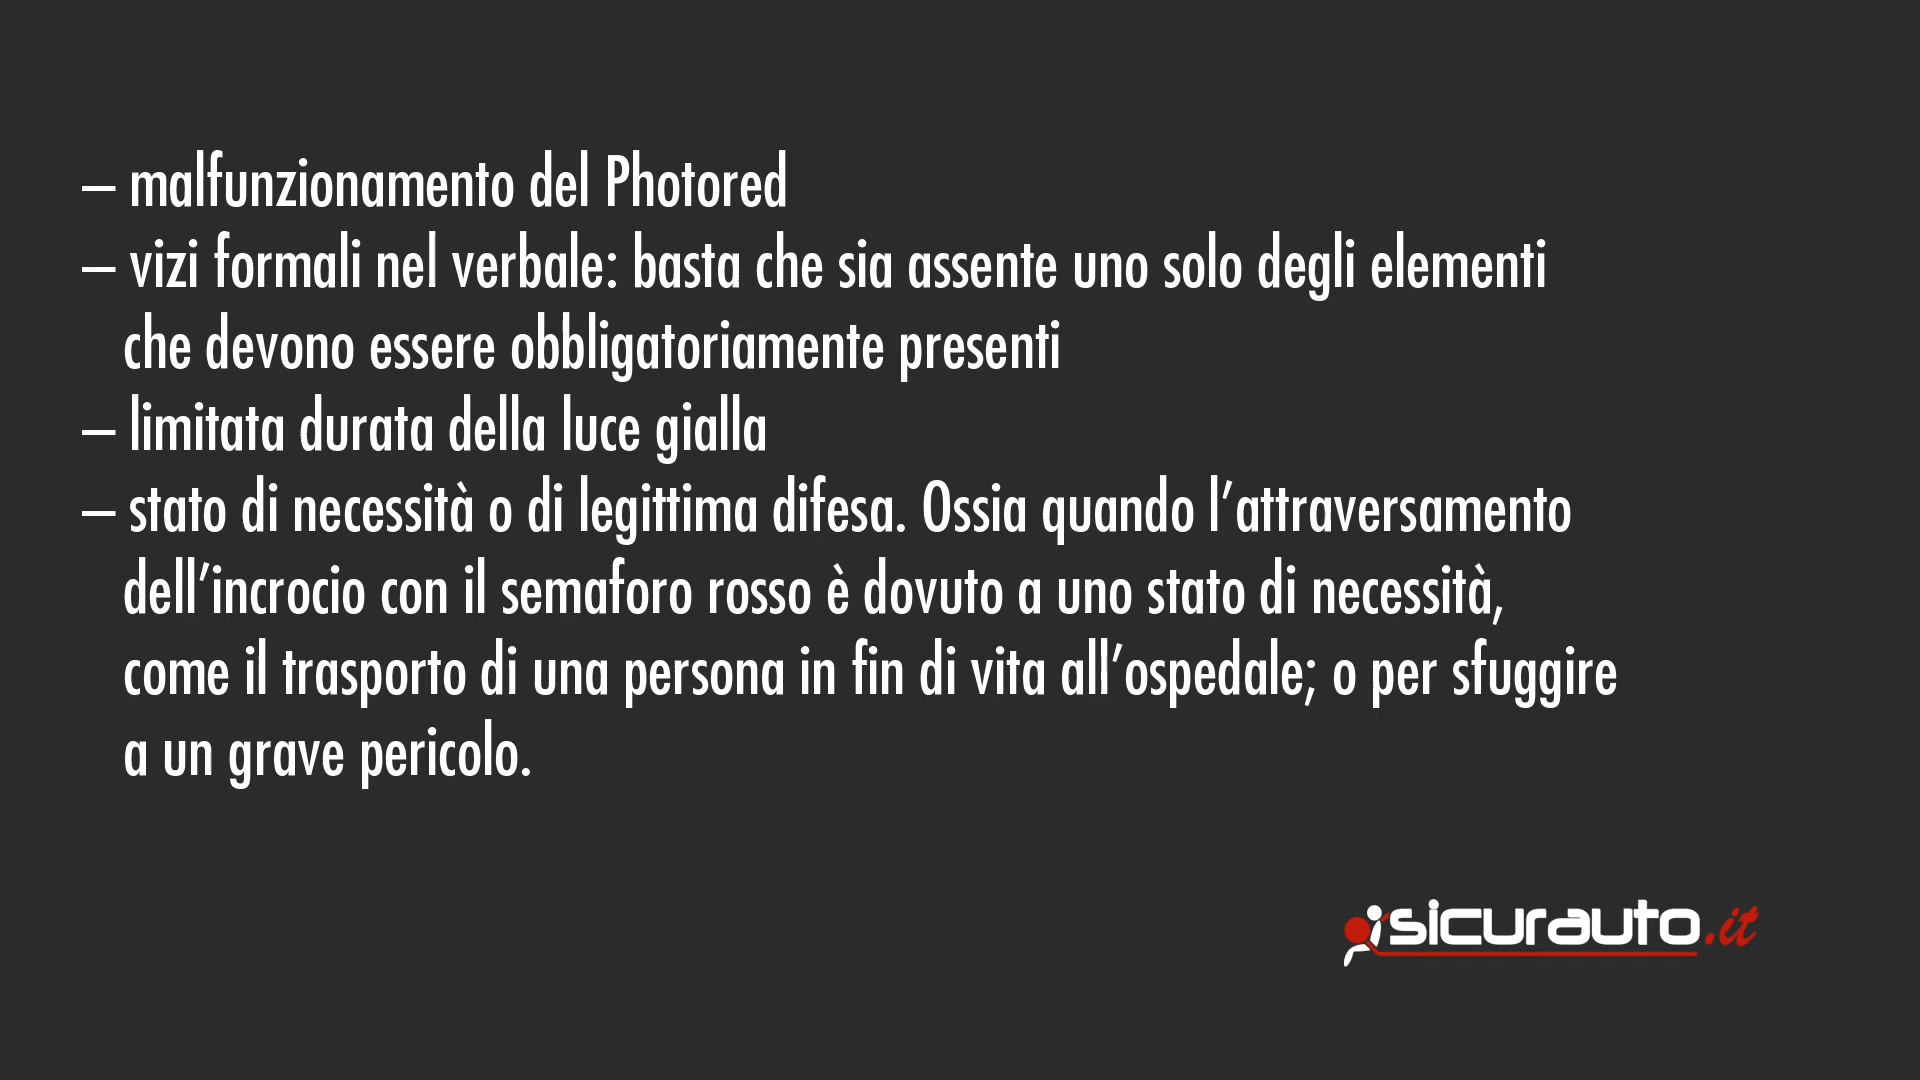 – malfunzionamento del Photored
– vizi formali nel verbale: basta che sia assente uno solo degli elementi
che devono essere obbligatoriamente presenti
– limitata durata della luce gialla
– stato di necessità o di legittima difesa. Ossia quando l’attraversamento
dell’incrocio con il semaforo rosso è dovuto a uno stato di necessità,
come il trasporto di una persona in fin di vita all’ospedale; o per sfuggire
a un grave pericolo.
sicurauto.it